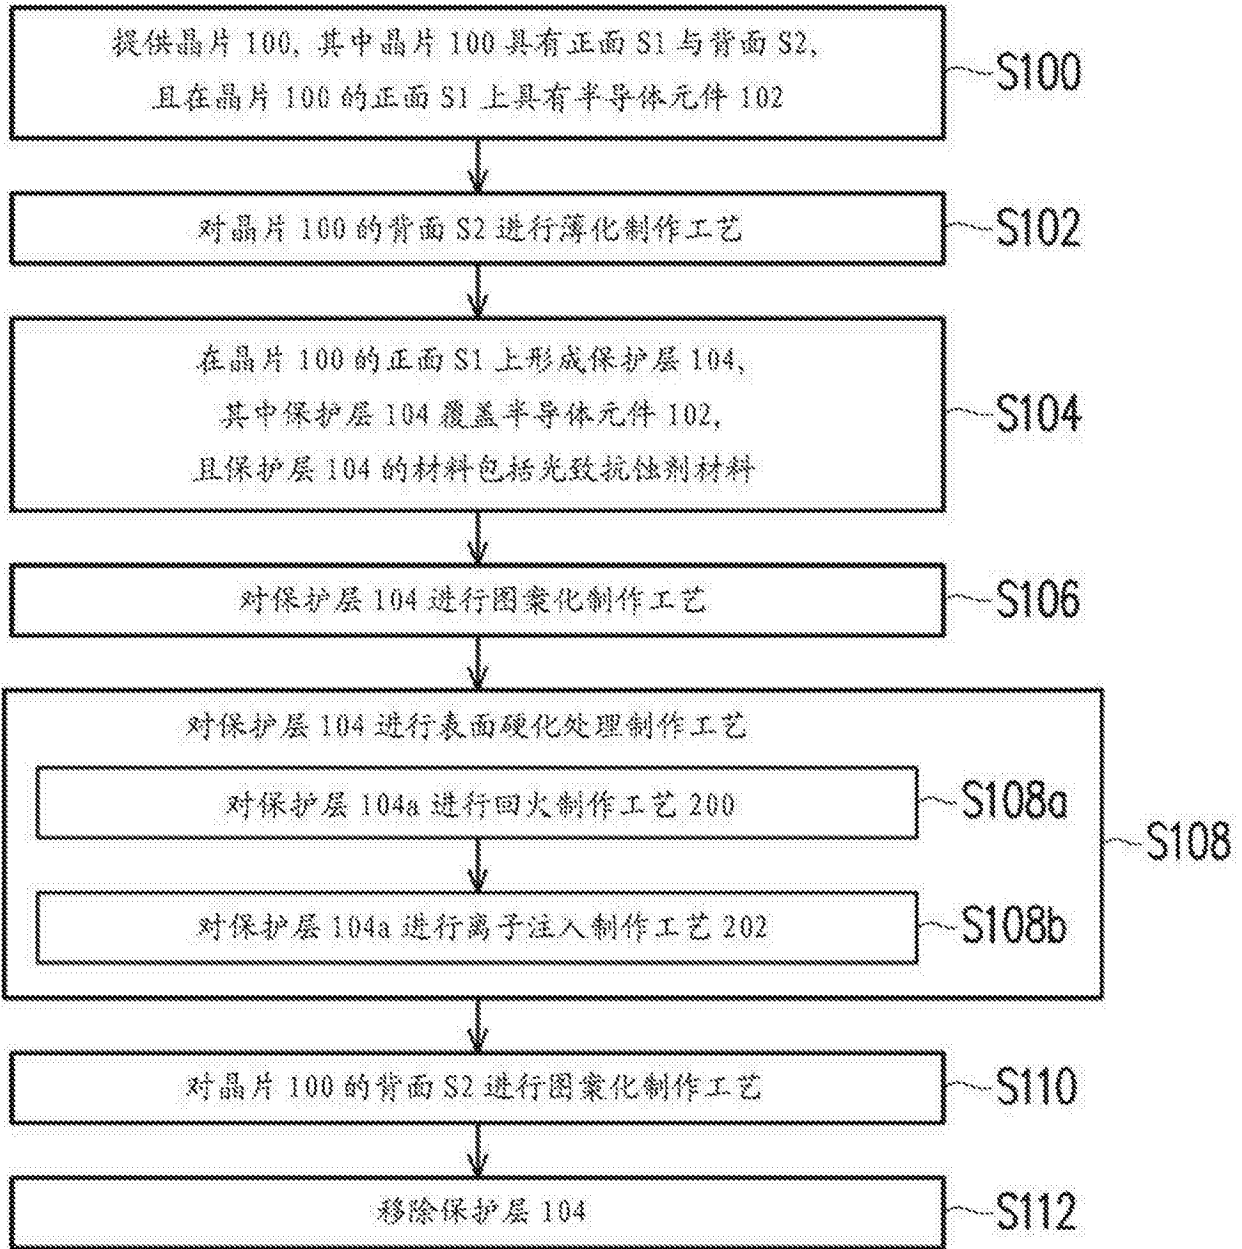 提供晶片 100, 其中晶片 100 具有正面 S1 与背面 S2,
且在晶片 100 的正面 S1 上具有半导体元件 102
S100
对晶片 100 的背面 S2 进行薄化制作工艺
S102
在晶片 100 的正面 S1 上形成保护层 104,
其中保护层 104 覆盖半导体元件 102,
且保护层 104 的材料包括光致抗蚀剂材料
S104
对保护层 104 进行图案化制作工艺
S106
对保护层 104 进行表面硬化处理制作工艺
对保护层 104a 进行回火制作工艺 200
S108a
对保护层 104a 进行离子注入制作工艺 202
S108b
S108
对晶片 100 的背面 S2 进行图案化制作工艺
S110
移除保护层 104
S112